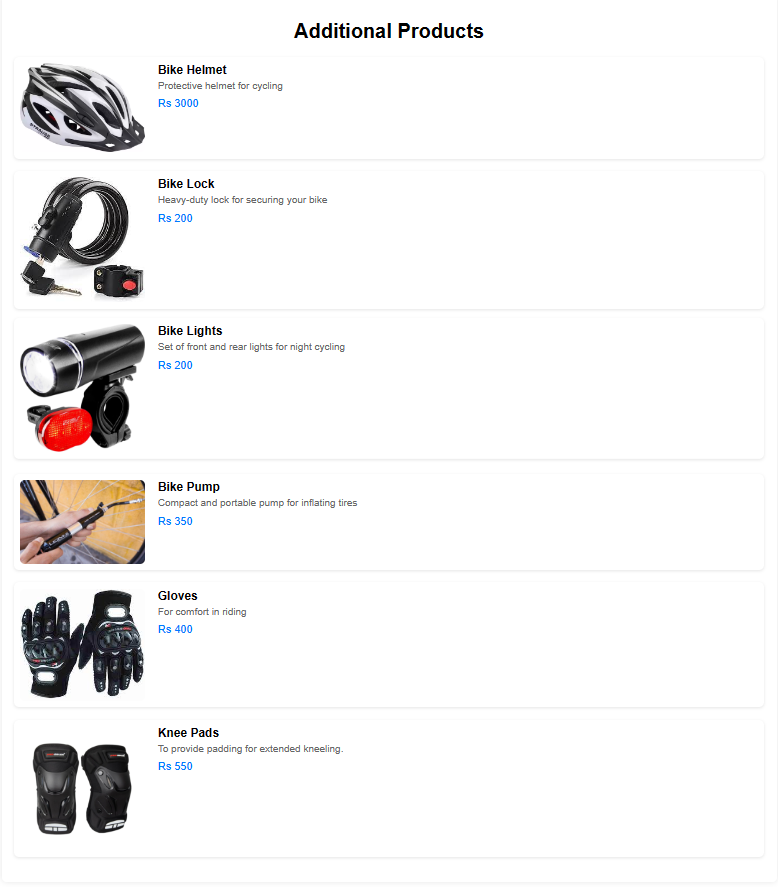 Additional Products
Bike Helmet
Protective helmet for cycling
Rs 3000
Bike Lock
Heavy-duty lock for securing your bike
Rs 200
Bike Lights
Set of front and rear lights for night cycling
Rs 200
Bike Pump
Compact and portable pump for inflating tires
Rs 350
Gloves
For comfort in riding
Rs 400
Knee Pads
To provide padding for extended kneeling.
Rs 550